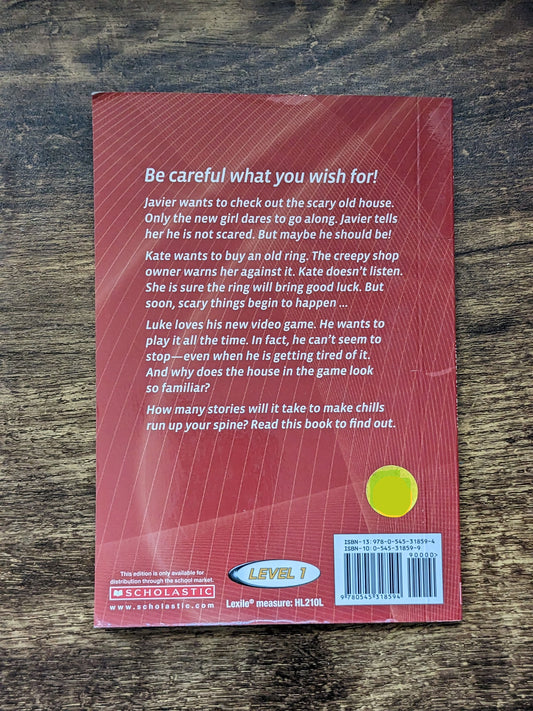 Be careful what you wish for!
Javier wants to check out the scary old house.
Only the new girl dares to go along. Javier tells
her he is not scared. But maybe he should be!
Kate wants to buy an old ring. The creepy shop
owner warns her against it. Kate doesn't listen.
She is sure the ring will bring good luck. But
soon, scary things begin to happen ...
Luke loves his new video game. He wants to
play it all the time. In fact, he can't seem to
stop—even when he is getting tired of it.
And why does the house in the game look
so familiar?
How many stories will it take to make chills
run up your spine? Read this book to find out.
This edition is only available for
distribution through the school market.
SCHOLASTIC
www.scholastic.com
LEVEL 1
Lexile® measure: HL210L
ISBN-13: 978-0-545-31859-4
ISBN-10: 0-545-31859-9
90000>
9 780545 318594